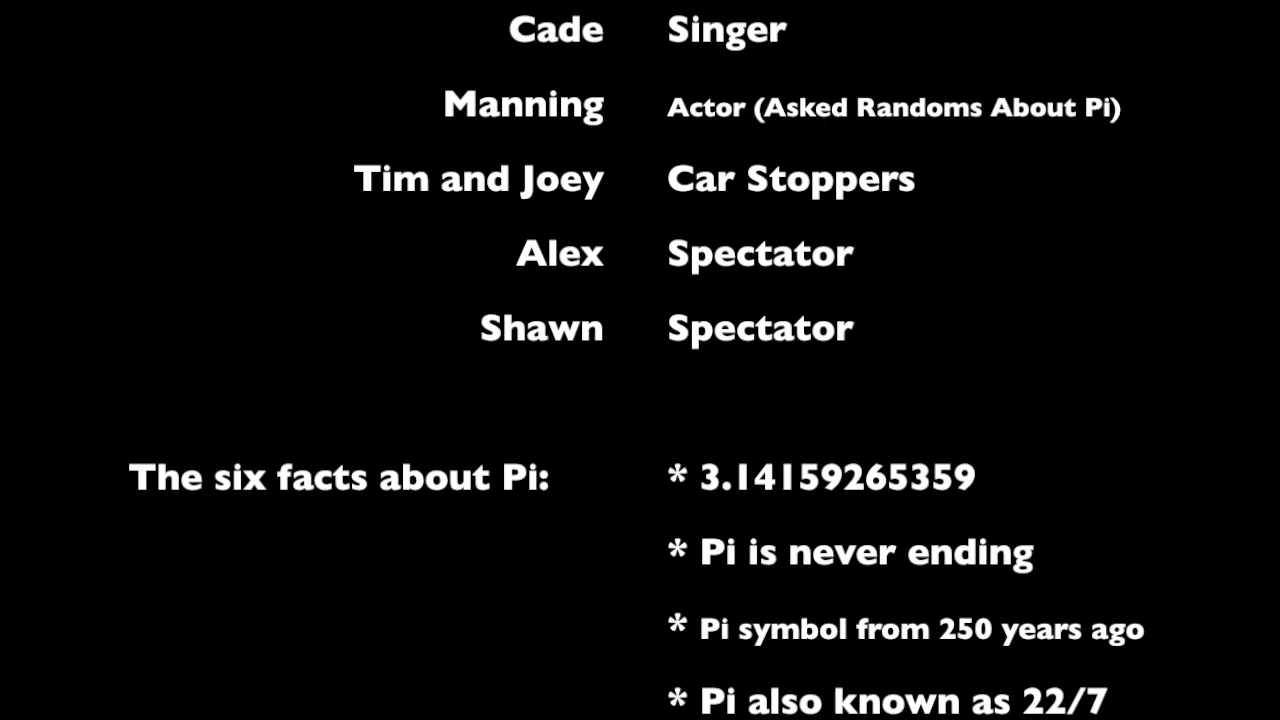 Cade Singer
Manning Actor (Asked Randoms About Pi)
Tim and Joey Car Stoppers
Alex Spectator
Shawn Spectator
The six facts about Pi: * 3.14159265359
* Pi is never ending
* Pi symbol from 250 years ago
* Pi also known as 22/7